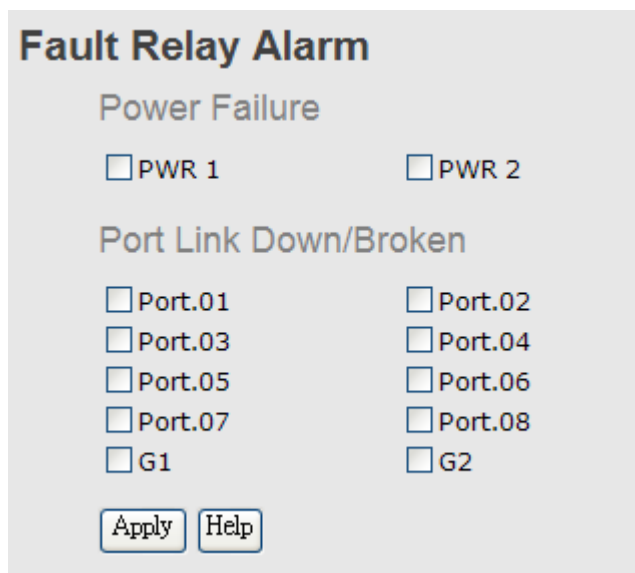 Fault Relay Alarm
Power Failure
PWR 1 PWR 2
Port Link Down/Broken
Port.01 Port.02
Port.03 Port.04
Port.05 Port.06
Port.07 Port.08
G1 G2
Apply Help